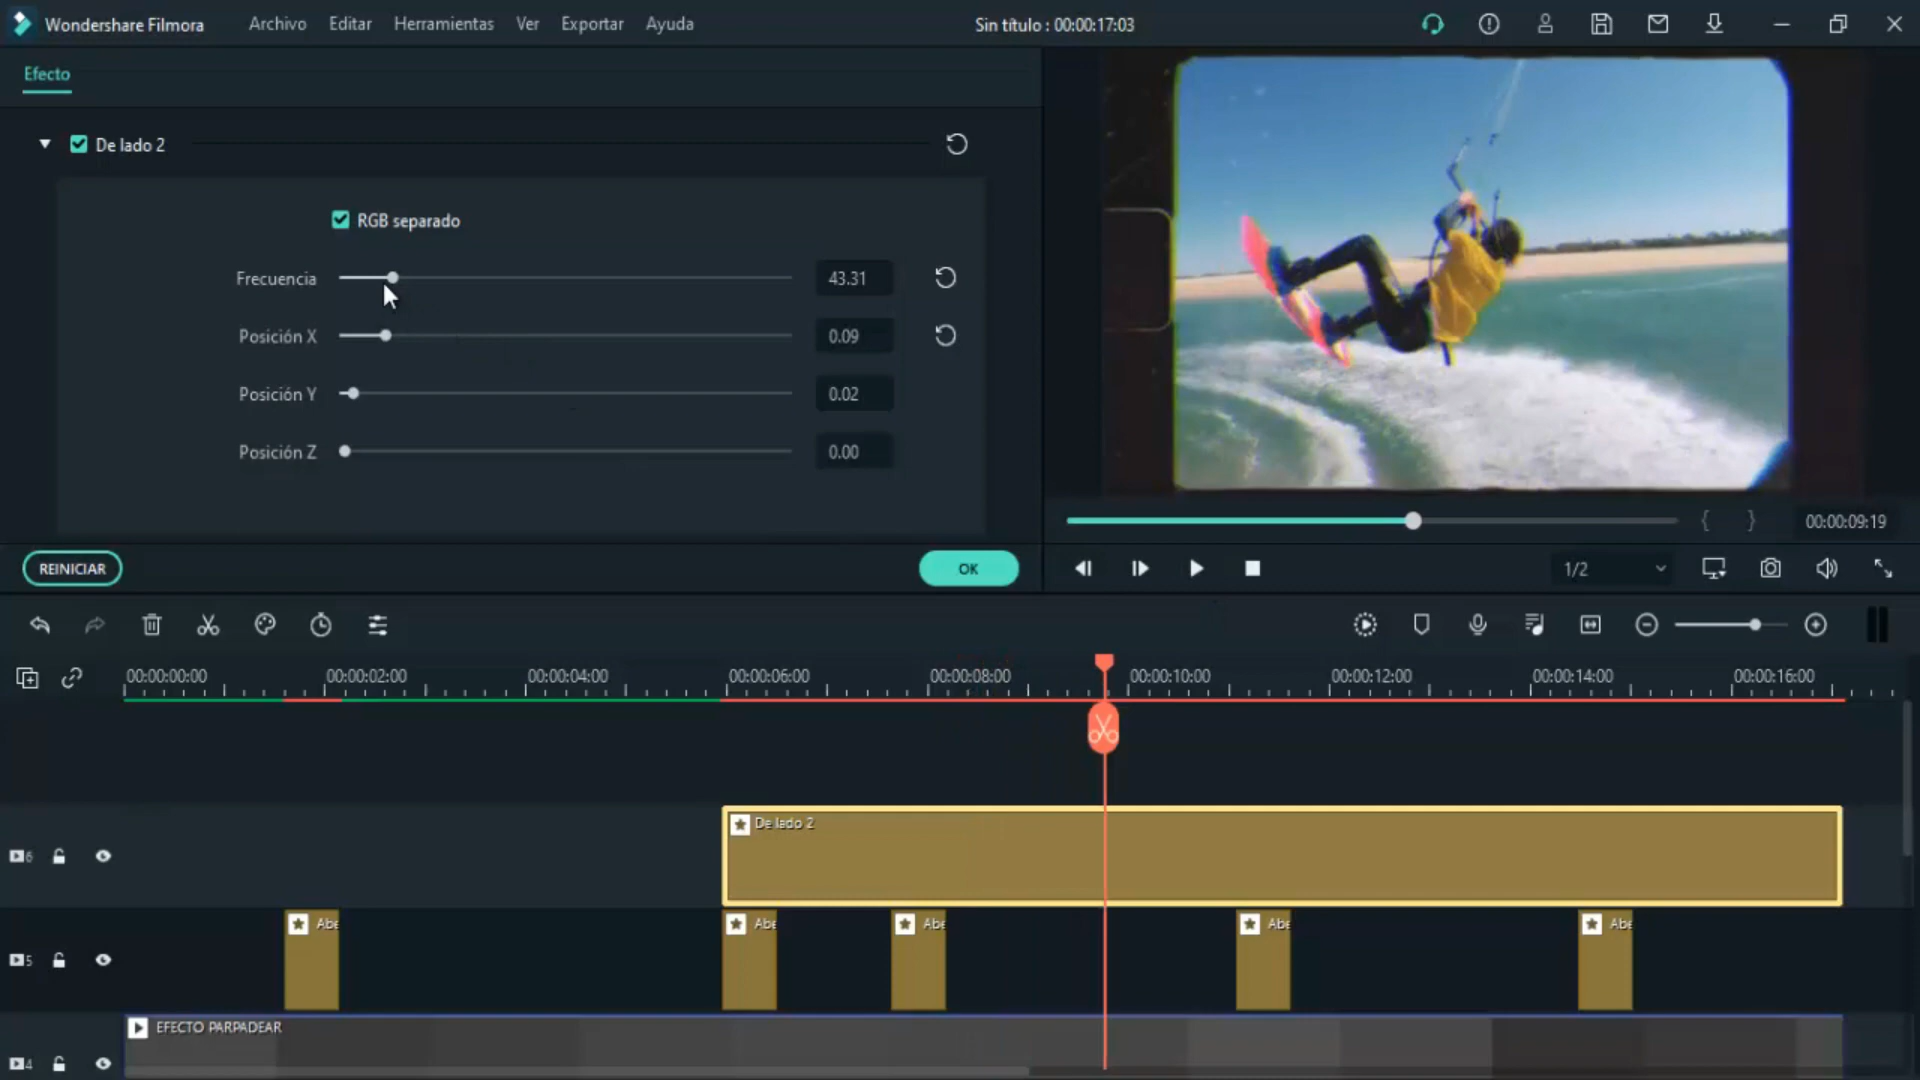 Wondershare Filmora
Archivo
Editar
Herramientas
Ver
Exportar
Ayuda
Sin título : 00:00:17:03
Efecto
De lado 2
RGB separado
Frecuencia
43.31
Posición X
0.09
Posición Y
0.02
Posición Z
0.00
00:00:09:19
REINICIAR
OK
1/2
00:00:00:00
00:00:02:00
00:00:04:00
00:00:06:00
00:00:08:00
00:00:10:00
00:00:12:00
00:00:14:00
00:00:16:00
De lado 2
6
Abe
Abe
Abe
Abe
Abe
5
EFECTO PARPADEAR
4